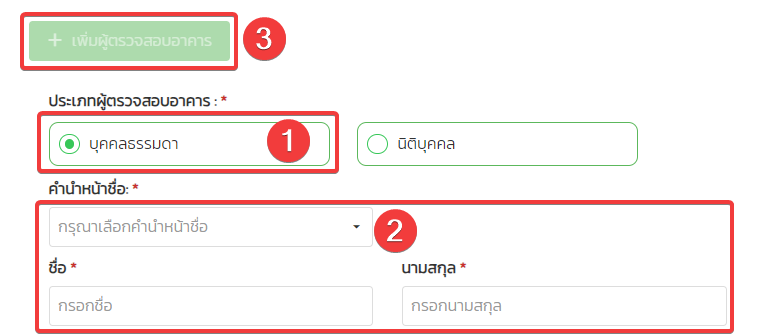 + เพิ่มผู้ตรวจสอบอาคาร 3
ประเภทผู้ตรวจสอบอาคาร : *
บุคคลธรรมดา 1 นิติบุคคล
คำนำหน้าชื่อ: *
กรุณาเลือกคำนำหน้าชื่อ 2
ชื่อ * นามสกุล *
กรอกชื่อ กรอกนามสกุล